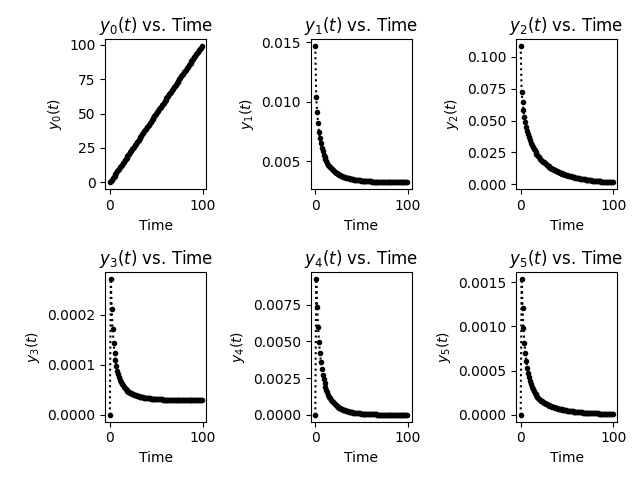 y₀(t) vs. Time
100
75
50
25
0
y₀(t)
0 100
Time
y₁(t) vs. Time
0.015
0.010
0.005
y₁(t)
0 100
Time
y₂(t) vs. Time
0.100
0.075
0.050
0.025
0.000
y₂(t)
0 100
Time
y₃(t) vs. Time
0.0002
0.0001
0.0000
y₃(t)
0 100
Time
y₄(t) vs. Time
0.0075
0.0050
0.0025
0.0000
y₄(t)
0 100
Time
y₅(t) vs. Time
0.0015
0.0010
0.0005
0.0000
y₅(t)
0 100
Time